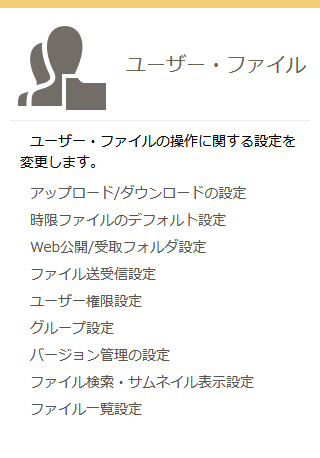 ユーザー・ファイル
ユーザー・ファイルの操作に関する設定を
変更します。
アップロード/ダウンロードの設定
時限ファイルのデフォルト設定
Web公開/受取フォルダ設定
ファイル送受信設定
ユーザー権限設定
グループ設定
バージョン管理の設定
ファイル検索・サムネイル表示設定
ファイル一覧設定